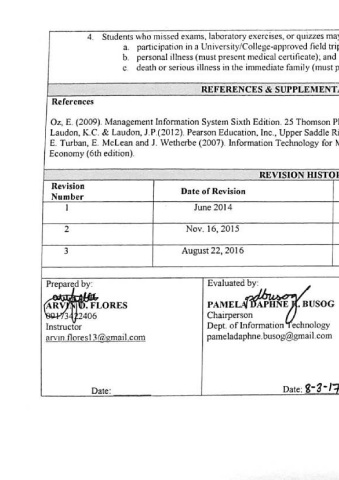 4. Students who missed exams, laboratory exercises, or quizzes may
a. participation in a University/College-approved field trip
b. personal illness (must present medical certificate); and
c. death or serious illness in the immediate family (must p
REFERENCES & SUPPLEMENTA
References
Oz, E. (2009). Management Information System Sixth Edition. 25 Thomson Pl
Laudon, K.C. & Laudon, J.P.(2012). Pearson Education, Inc., Upper Saddle Ri
E. Turban, E. McLean and J. Wetherbe (2007). Information Technology for M
Economy (6th edition).
REVISION HISTOR
Revision Number Date of Revision
1 June 2014
2 Nov. 16, 2015
3 August 22, 2016
Prepared by: Evaluated by:
ARVIN D. FLORES PAMELA DAPHNE R. BUSOG
Chairperson
Instructor Dept. of Information Technology
arvin.flores13@gmail.com pameladaphne.busog@gmail.com
Date: Date: 8-3-17